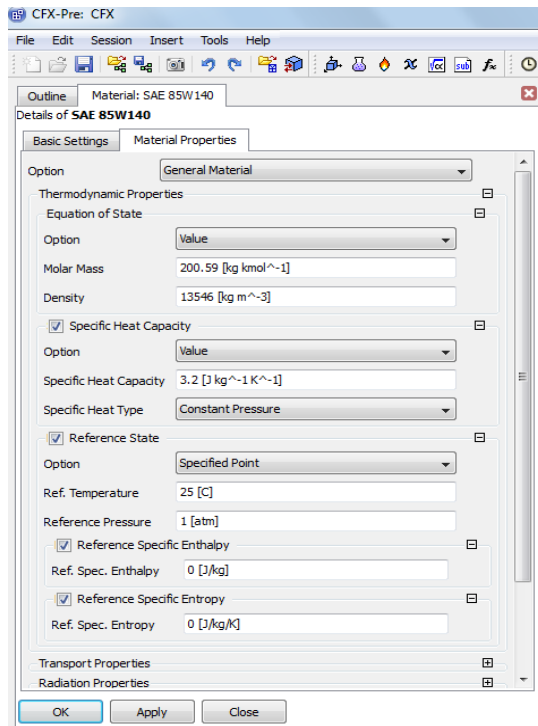 CFX-Pre: CFX
File Edit Session Insert Tools Help
Outline Material: SAE 85W140
Details of SAE 85W140
Basic Settings Material Properties
Option General Material
Thermodynamic Properties
Equation of State
Option Value
Molar Mass 200.59 [kg kmol^-1]
Density 13546 [kg m^-3]
Specific Heat Capacity
Option Value
Specific Heat Capacity 3.2 [J kg^-1 K^-1]
Specific Heat Type Constant Pressure
Reference State
Option Specified Point
Ref. Temperature 25 [C]
Reference Pressure 1 [atm]
Reference Specific Enthalpy
Ref. Spec. Enthalpy 0 [J/kg]
Reference Specific Entropy
Ref. Spec. Entropy 0 [J/kg/K]
Transport Properties
Radiation Properties
OK Apply Close